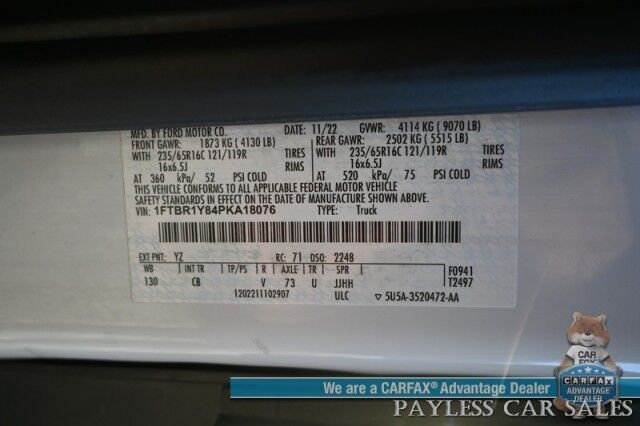 MFD. BY FORD MOTOR CO. DATE: 11/22 GVWR: 4114 KG ( 9070 LB)
FRONT GAWR: 1873 KG ( 4130 LB) REAR GAWR: 2502 KG ( 5515 LB)
WITH 235/65R16C 121/119R TIRES WITH 235/65R16C 121/119R TIRES
16x6.5J RIMS 16x6.5J RIMS
AT 360 kPa/ 52 PSI COLD AT 520 kPa/ 75 PSI COLD
THIS VEHICLE CONFORMS TO ALL APPLICABLE FEDERAL MOTOR VEHICLE
SAFETY STANDARDS IN EFFECT ON THE DATE OF MANUFACTURE SHOWN ABOVE.
VIN: 1FTBR1Y84PKA18076 TYPE: Truck
EXT PNT: YZ RC: 71 DSO: 2248
WB INT TR TP/PS R AXLE TR SPR F0941
130 CB V 73 U JJHH T2497
1202211102907 ULC ▽ 5U5A-3520472-AA
CAR
FOX
CARFAX
ADVANTAGE
DEALER
We are a CARFAX® Advantage Dealer
PAYLESS CAR SALES